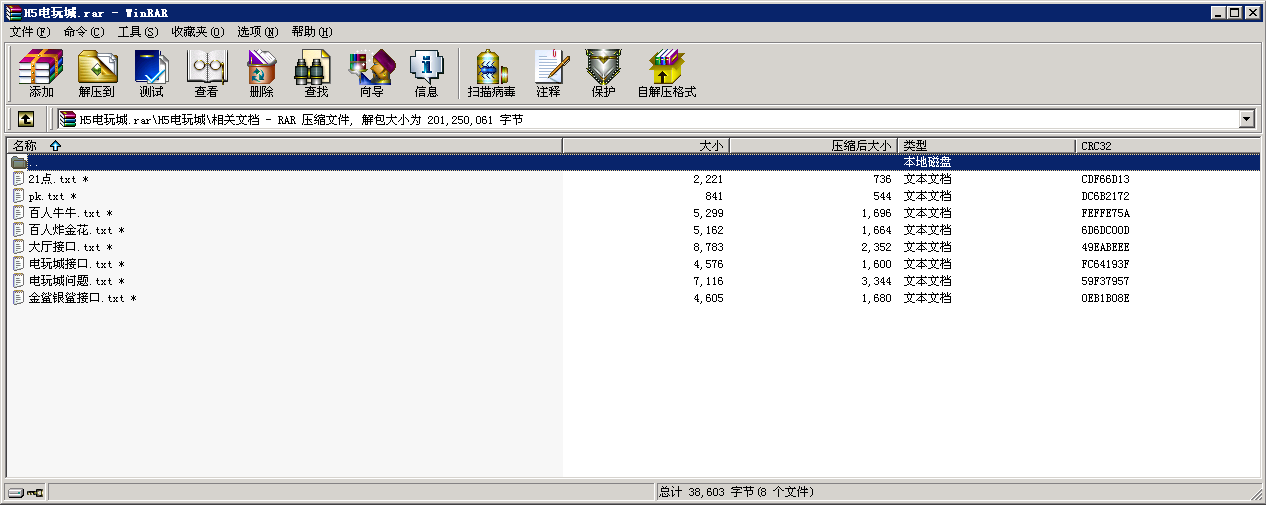 H5电玩城.rar - WinRAR
文件(F) 命令(C) 工具(S) 收藏夹(O) 选项(N) 帮助(H)
添加 解压到 测试 查看 删除 查找 向导 信息 扫描病毒 注释 保护 自解压格式
H5电玩城.rar\H5电玩城\相关文档 - RAR 压缩文件, 解包大小为 201,250,061 字节
名称 大小 压缩后大小 类型 CRC32
.. 本地磁盘
21点.txt * 2,221 736 文本文档 CDF66D13
pk.txt * 841 544 文本文档 DC6B2172
百人牛牛.txt * 5,299 1,696 文本文档 FEFFE75A
百人炸金花.txt * 5,162 1,664 文本文档 6D6DC00D
大厅接口.txt * 8,783 2,352 文本文档 49EABEEE
电玩城接口.txt * 4,576 1,600 文本文档 FC64193F
电玩城问题.txt * 7,116 3,344 文本文档 59F37957
金鲨银鲨接口.txt * 4,605 1,680 文本文档 0EB1B08E
总计 38,603 字节(8 个文件)